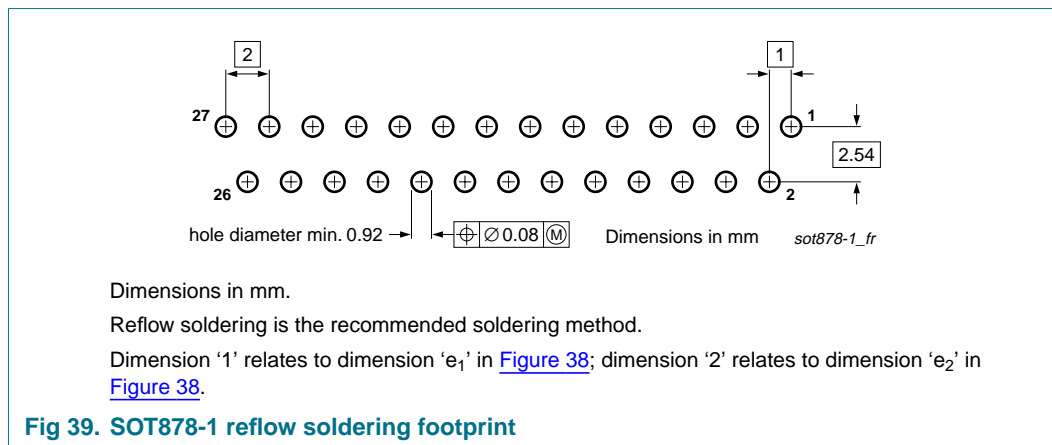 2
1
27
1
2.54
26
2
hole diameter min. 0.92
⌖ ∅ 0.08 Ⓜ
Dimensions in mm
sot878-1_fr
Dimensions in mm.
Reflow soldering is the recommended soldering method.
Dimension ‘1’ relates to dimension ‘e₁’ in Figure 38; dimension ‘2’ relates to dimension ‘e₂’ in
Figure 38.
Fig 39. SOT878-1 reflow soldering footprint